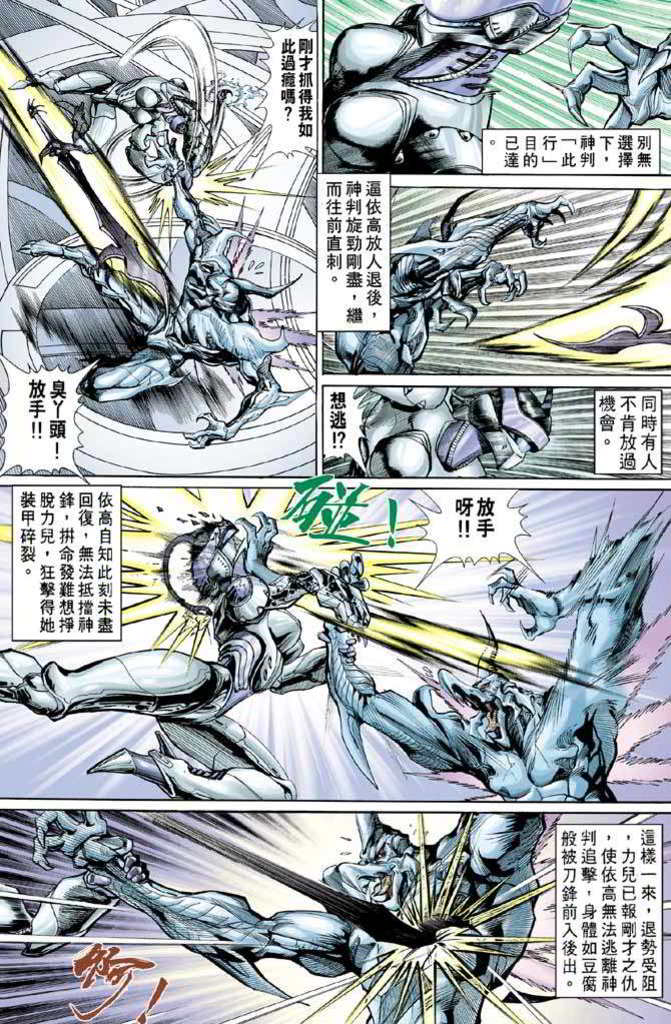 別無
選擇
下，
神判
「此
行」
目的
已達
。
逼依高放人退後，
神判旋勁剛盡，繼
而往前直刺。
同時有人
不肯放過
機會。
想逃!?
剛才抓得我如
此過癮嗎？
臭丫頭！
放手!!
放手
呀!!
依高自知此刻未盡
回復，無法抵擋神
鋒，拚命發難想掙
脫力兒，狂擊得她
裝甲碎裂。
這樣一來，退勢受阻
，力兒已報剛才之仇
，使依高無法逃離神
判追擊，身體如豆腐
般被刀鋒前入後出。